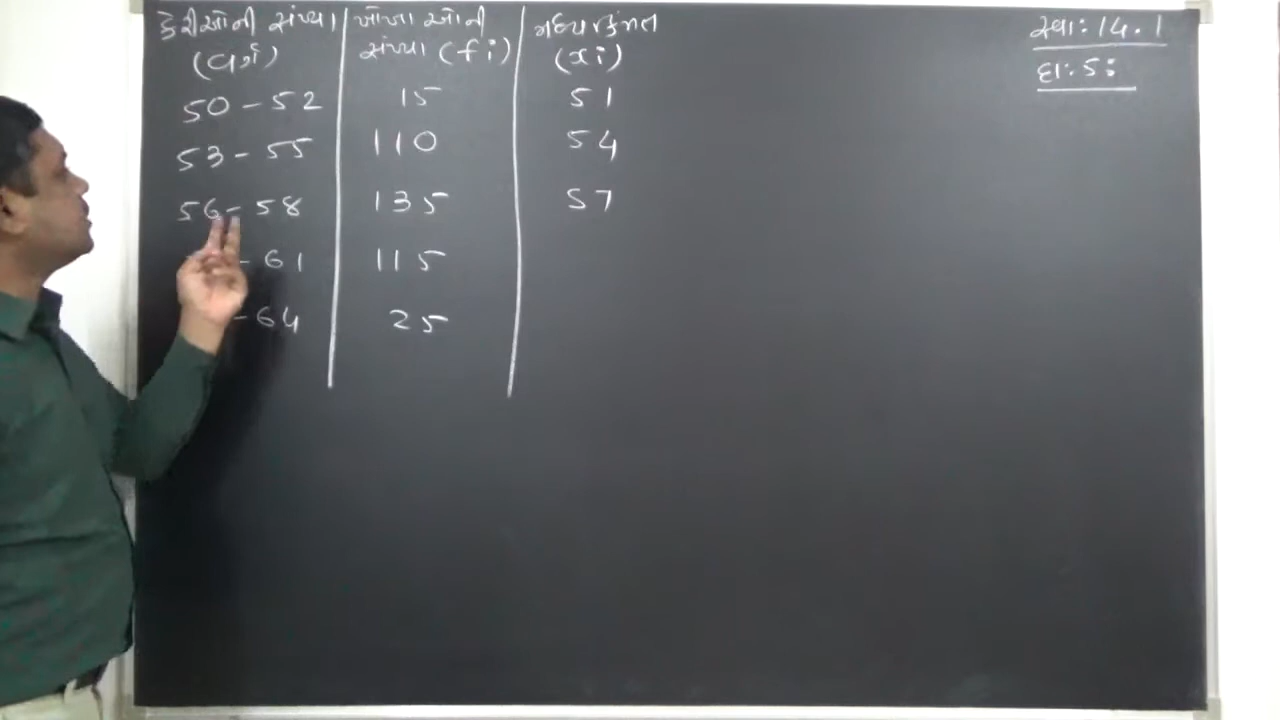 કેરીઓની સંખ્યા ખોખાઓની મધ્યકિંમત
(વર્ગ) સંખ્યા (fi) (xi)
50 - 52 15 51
53 - 55 110 54
56 - 58 135 57
- 61 115
- 64 25
સ્વા: 14.1
દા: 5: